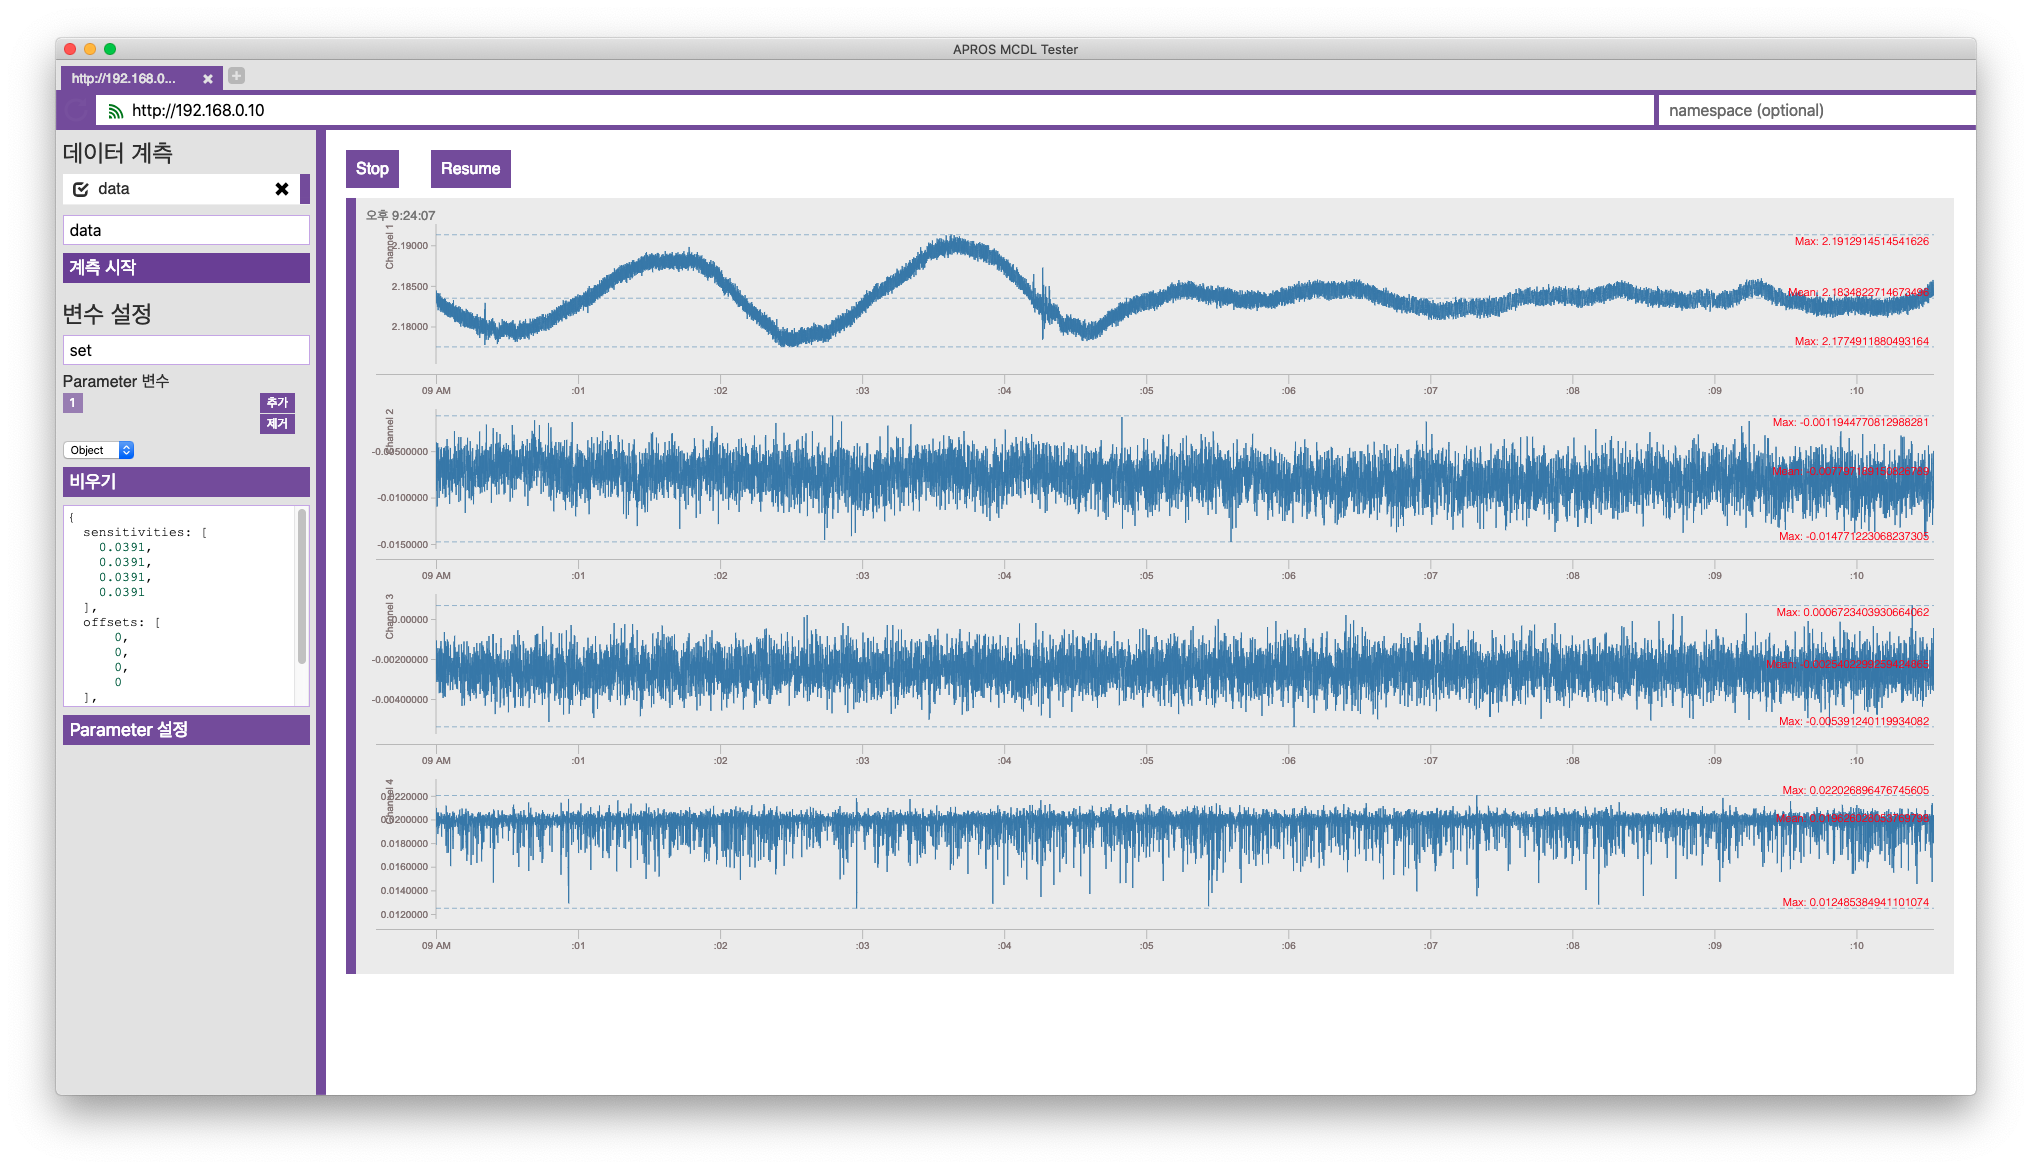 APROS MCDL Tester
http://192.168.0...
http://192.168.0.10
namespace (optional)
데이터 계측
data
data
계측 시작
변수 설정
set
Parameter 변수
1
추가
제거
Object
비우기
{
sensitivities: [
0.0391,
0.0391,
0.0391,
0.0391
],
offsets: [
0,
0,
0,
0
],
Parameter 설정
Stop
Resume
오후 9:24:07
Channel 1
2.19000
2.18500
2.18000
Max: 2.1912914514541626
Mean: 2.1834822714673496
Max: 2.1774911880493164
09 AM :01 :02 :03 :04 :05 :06 :07 :08 :09 :10
Channel 2
-0.00500000
-0.0100000
-0.0150000
Max: -0.0011944770812988281
Mean:
Max: -0.014771223068237305
09 AM :01 :02 :03 :04 :05 :06 :07 :08 :09 :10
Channel 3
0.00000
-0.00200000
-0.00400000
Max: 0.0006723403930664062
Mean:
Max: -0.005391240119934082
09 AM :01 :02 :03 :04 :05 :06 :07 :08 :09 :10
Channel 4
0.0220000
0.0200000
0.0180000
0.0160000
0.0140000
0.0120000
Max: 0.022026896476745605
Mean:
Max: 0.012485384941101074
09 AM :01 :02 :03 :04 :05 :06 :07 :08 :09 :10